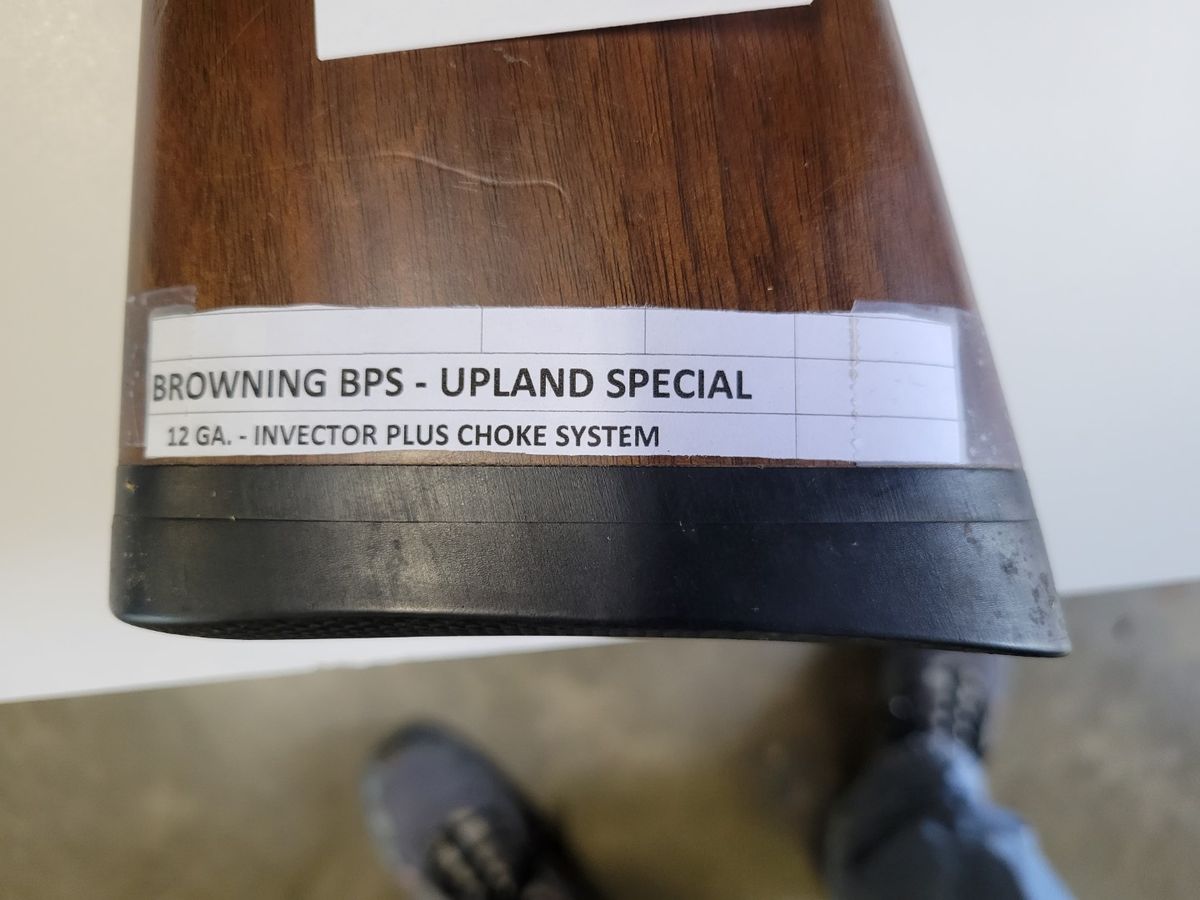 BROWNING BPS - UPLAND SPECIAL
12 GA. - INVECTOR PLUS CHOKE SYSTEM